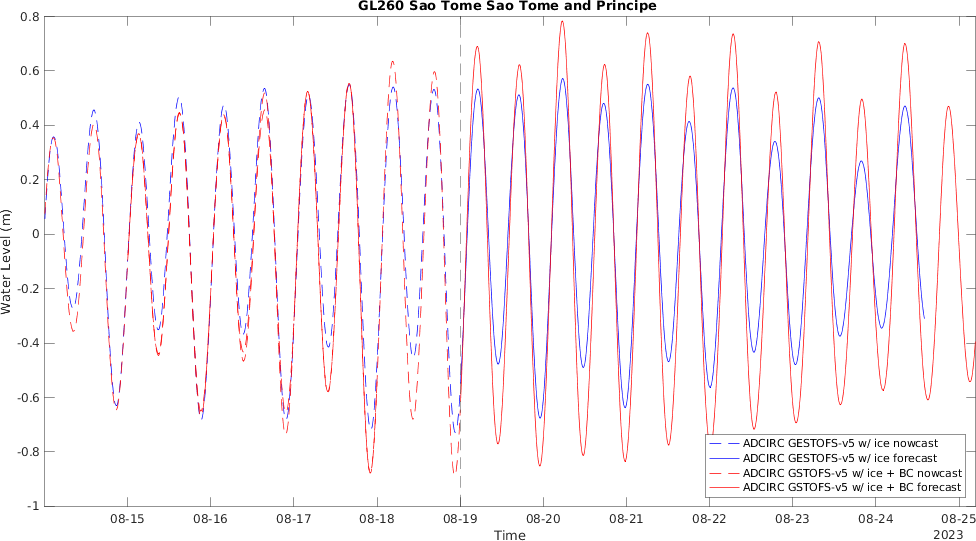 GL260 Sao Tome Sao Tome and Principe
0.8
0.6
0.4
0.2
0
-0.2
-0.4
-0.6
-0.8
-1
Water Level (m)
ADCIRC GESTOFS-v5 w/ ice nowcast
ADCIRC GESTOFS-v5 w/ ice forecast
ADCIRC GSTOFS-v5 w/ ice + BC nowcast
ADCIRC GSTOFS-v5 w/ ice + BC forecast
08-15 08-16 08-17 08-18 08-19 08-20 08-21 08-22 08-23 08-24 08-25
Time
2023